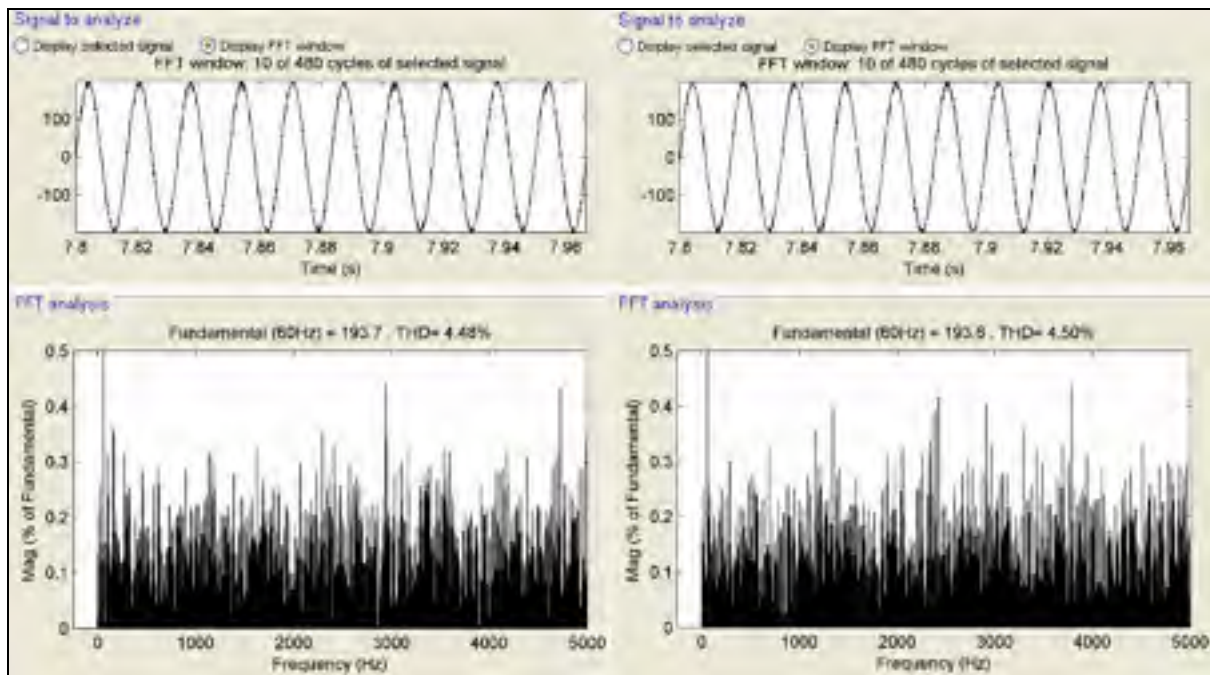 Signal to analyze
Display selected signal Display FFT window
FFT window: 10 of 480 cycles of selected signal
100
0
-100
7.8 7.82 7.84 7.86 7.88 7.9 7.92 7.94 7.96
Time (s)
FFT analysis
Fundamental (60Hz) = 193.7 , THD= 4.48%
0.5
0.4
0.3
0.2
0.1
0
Mag (% of Fundamental)
0 1000 2000 3000 4000 5000
Frequency (Hz)
Signal to analyze
Display selected signal Display FFT window
FFT window: 10 of 480 cycles of selected signal
100
0
-100
7.8 7.82 7.84 7.86 7.88 7.9 7.92 7.94 7.96
Time (s)
FFT analysis
Fundamental (60Hz) = 193.8 , THD= 4.50%
0.5
0.4
0.3
0.2
0.1
0
Mag (% of Fundamental)
0 1000 2000 3000 4000 5000
Frequency (Hz)